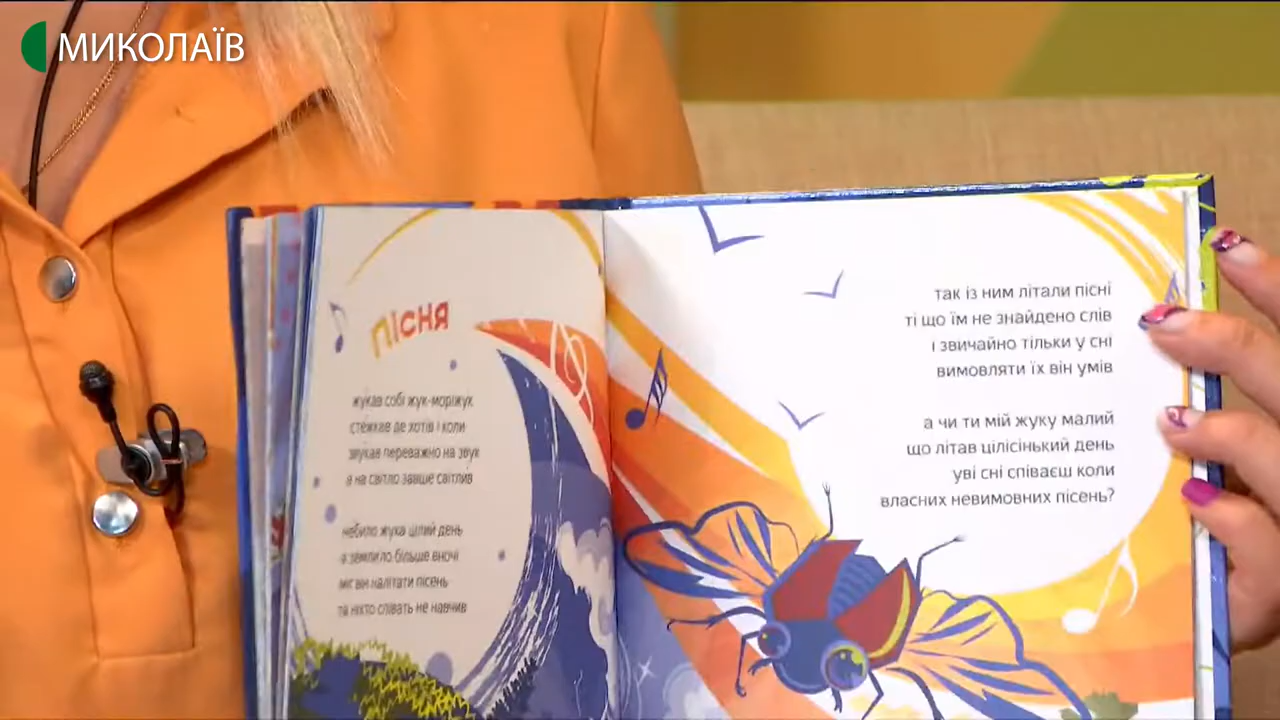 МИКОЛАЇВ
ПІСНЯ
жукав собі жук-моріжук
стежкав де хотів і коли
звукав переважно на звук
а на світло завше світлив
небило жука цілий день
а землило більше вночі
міг він налітати пісень
та ніхто співать не навчив
так із ним літали пісні
ті що їм не знайдено слів
і звичайно тільки у сні
вимовляти їх він умів
а чи ти мій жуку малий
що літав цілісінький день
уві сні співаєш коли
власних невимовних пісень?